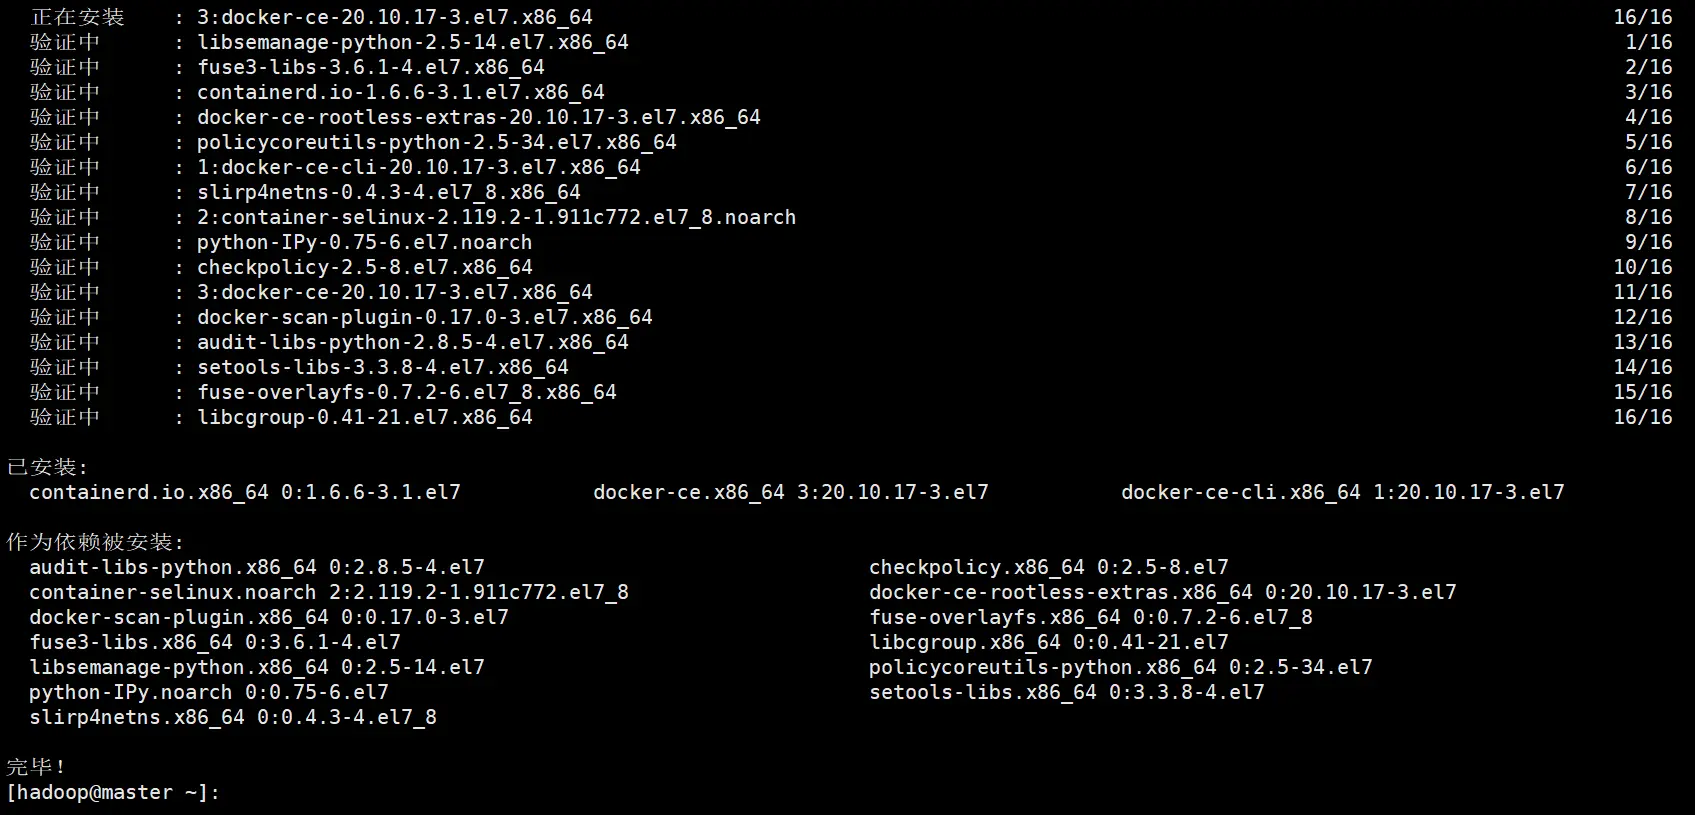 正在安装    : 3:docker-ce-20.10.17-3.el7.x86_64    16/16
验证中      : libsemanage-python-2.5-14.el7.x86_64    1/16
验证中      : fuse3-libs-3.6.1-4.el7.x86_64    2/16
验证中      : containerd.io-1.6.6-3.1.el7.x86_64    3/16
验证中      : docker-ce-rootless-extras-20.10.17-3.el7.x86_64    4/16
验证中      : policycoreutils-python-2.5-34.el7.x86_64    5/16
验证中      : 1:docker-ce-cli-20.10.17-3.el7.x86_64    6/16
验证中      : slirp4netns-0.4.3-4.el7_8.x86_64    7/16
验证中      : 2:container-selinux-2.119.2-1.911c772.el7_8.noarch    8/16
验证中      : python-IPy-0.75-6.el7.noarch    9/16
验证中      : checkpolicy-2.5-8.el7.x86_64    10/16
验证中      : 3:docker-ce-20.10.17-3.el7.x86_64    11/16
验证中      : docker-scan-plugin-0.17.0-3.el7.x86_64    12/16
验证中      : audit-libs-python-2.8.5-4.el7.x86_64    13/16
验证中      : setools-libs-3.3.8-4.el7.x86_64    14/16
验证中      : fuse-overlayfs-0.7.2-6.el7_8.x86_64    15/16
验证中      : libcgroup-0.41-21.el7.x86_64    16/16
已安装:
containerd.io.x86_64 0:1.6.6-3.1.el7    docker-ce.x86_64 3:20.10.17-3.el7    docker-ce-cli.x86_64 1:20.10.17-3.el7
作为依赖被安装:
audit-libs-python.x86_64 0:2.8.5-4.el7    checkpolicy.x86_64 0:2.5-8.el7
container-selinux.noarch 2:2.119.2-1.911c772.el7_8    docker-ce-rootless-extras.x86_64 0:20.10.17-3.el7
docker-scan-plugin.x86_64 0:0.17.0-3.el7    fuse-overlayfs.x86_64 0:0.7.2-6.el7_8
fuse3-libs.x86_64 0:3.6.1-4.el7    libcgroup.x86_64 0:0.41-21.el7
libsemanage-python.x86_64 0:2.5-14.el7    policycoreutils-python.x86_64 0:2.5-34.el7
python-IPy.noarch 0:0.75-6.el7    setools-libs.x86_64 0:3.3.8-4.el7
slirp4netns.x86_64 0:0.4.3-4.el7_8
完毕!
[hadoop@master ~]: